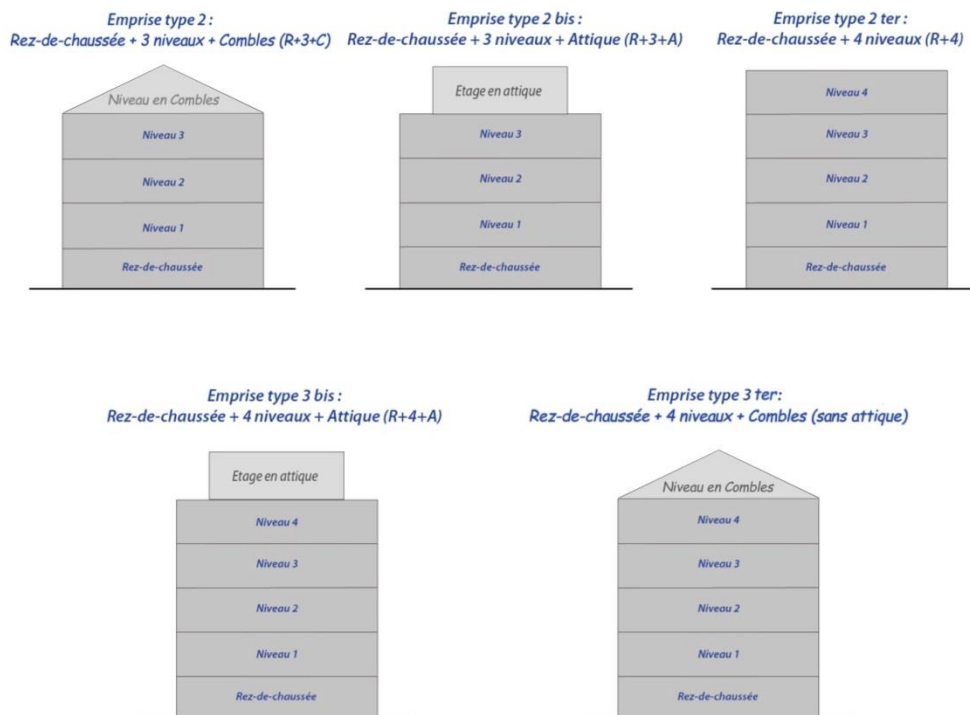 Emprise type 2 :
Rez-de-chaussée + 3 niveaux + Combles (R+3+C)
Niveau en Combles
Niveau 3
Niveau 2
Niveau 1
Rez-de-chaussée
Emprise type 2 bis :
Rez-de-chaussée + 3 niveaux + Attique (R+3+A)
Etage en attique
Niveau 3
Niveau 2
Niveau 1
Rez-de-chaussée
Emprise type 2 ter :
Rez-de-chaussée + 4 niveaux (R+4)
Niveau 4
Niveau 3
Niveau 2
Niveau 1
Rez-de-chaussée
Emprise type 3 bis :
Rez-de-chaussée + 4 niveaux + Attique (R+4+A)
Etage en attique
Niveau 4
Niveau 3
Niveau 2
Niveau 1
Rez-de-chaussée
Emprise type 3 ter:
Rez-de-chaussée + 4 niveaux + Combles (sans attique)
Niveau en Combles
Niveau 4
Niveau 3
Niveau 2
Niveau 1
Rez-de-chaussée